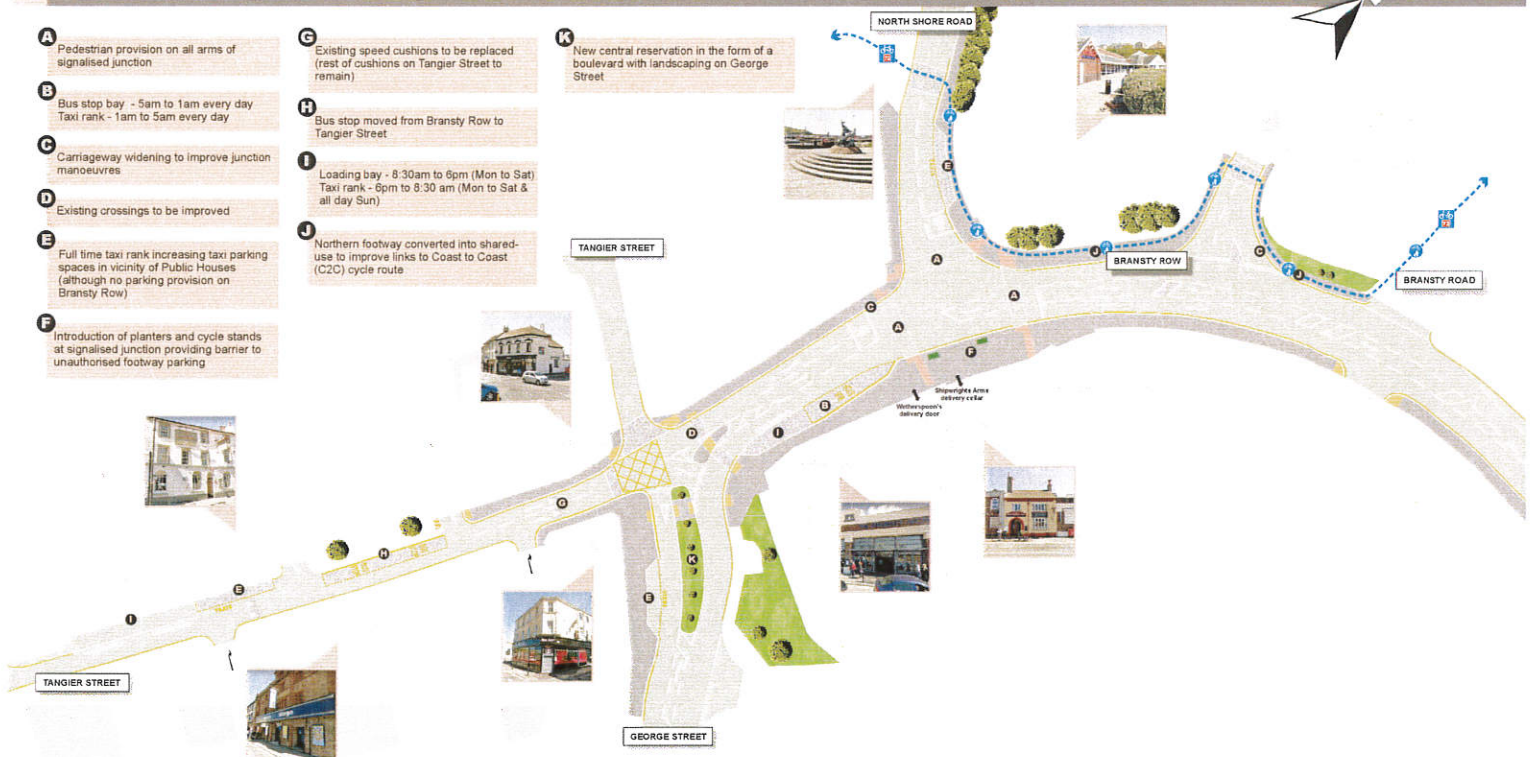 A
Pedestrian provision on all arms of
signalised junction
B
Bus stop bay - 5am to 1am every day
Taxi rank - 1am to 5am every day
C
Carriageway widening to improve junction
manoeuvres
D
Existing crossings to be improved
E
Full time taxi rank increasing taxi parking
spaces in vicinity of Public Houses
(although no parking provision on
Bransty Row)
F
Introduction of planters and cycle stands
at signalised junction providing barrier to
unauthorised footway parking
G
Existing speed cushions to be replaced
(rest of cushions on Tangier Street to
remain)
H
Bus stop moved from Bransty Row to
Tangier Street
I
Loading bay - 8:30am to 6pm (Mon to Sat)
Taxi rank - 6pm to 8:30 am (Mon to Sat &
all day Sun)
J
Northern footway converted into shared-
use to improve links to Coast to Coast
(C2C) cycle route
K
New central reservation in the form of a
boulevard with landscaping on George
Street
NORTH SHORE ROAD
E
TANGIER STREET
J
BRANSTY ROW
C
J
BRANSTY ROAD
A
A
C
A
F
Shipwrights Arms
delivery cellar
Wetherspoon's
delivery door
B
I
D
G
H
K
E
E
I
TANGIER STREET
GEORGE STREET